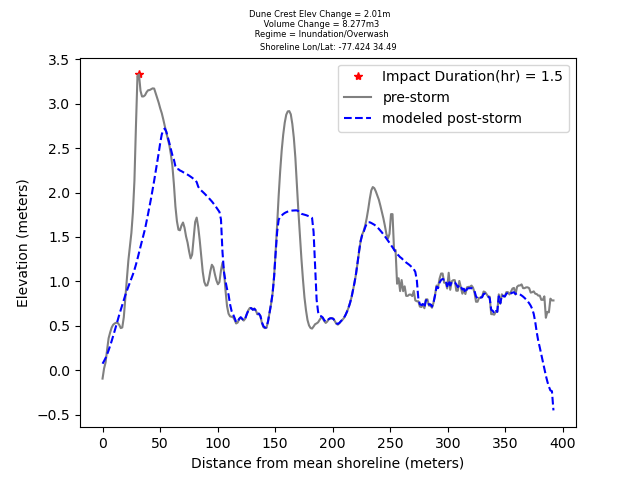 Dune Crest Elev Change = 2.01m
Volume Change = 8.277m3
Regime = Inundation/Overwash
Shoreline Lon/Lat: -77.424 34.49
Impact Duration(hr) = 1.5
pre-storm
modeled post-storm
Elevation (meters)
3.5
3.0
2.5
2.0
1.5
1.0
0.5
0.0
−0.5
0 50 100 150 200 250 300 350 400
Distance from mean shoreline (meters)